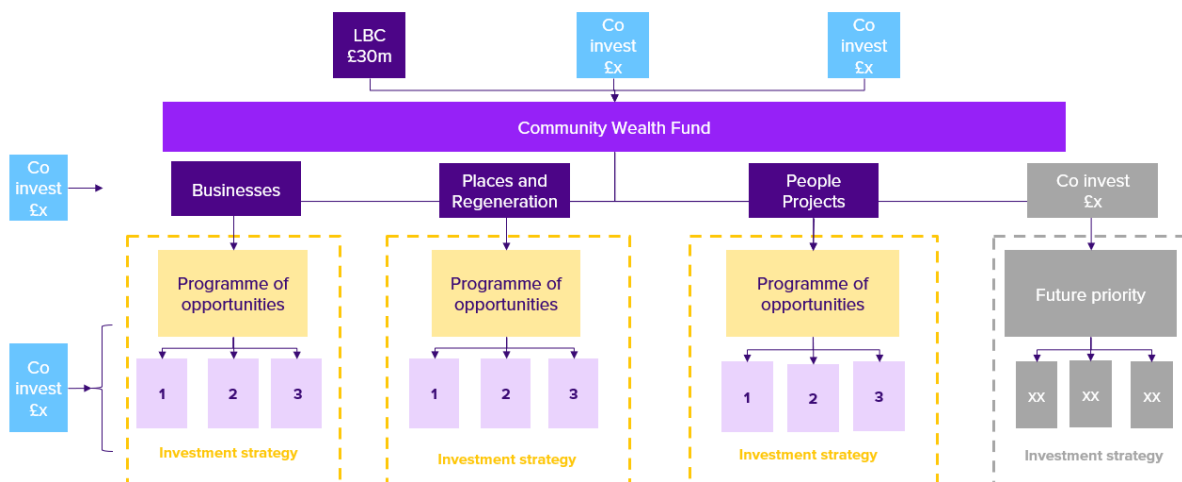 LBC
£30m
Co
invest
£x
Co
invest
£x
Community Wealth Fund
Co
invest
£x
Businesses
Places and
Regeneration
People
Projects
Co invest
£x
Programme of
opportunities
Programme of
opportunities
Programme of
opportunities
Future priority
Co
invest
£x
1
2
3
1
2
3
1
2
3
xx
xx
xx
Investment strategy
Investment strategy
Investment strategy
Investment strategy